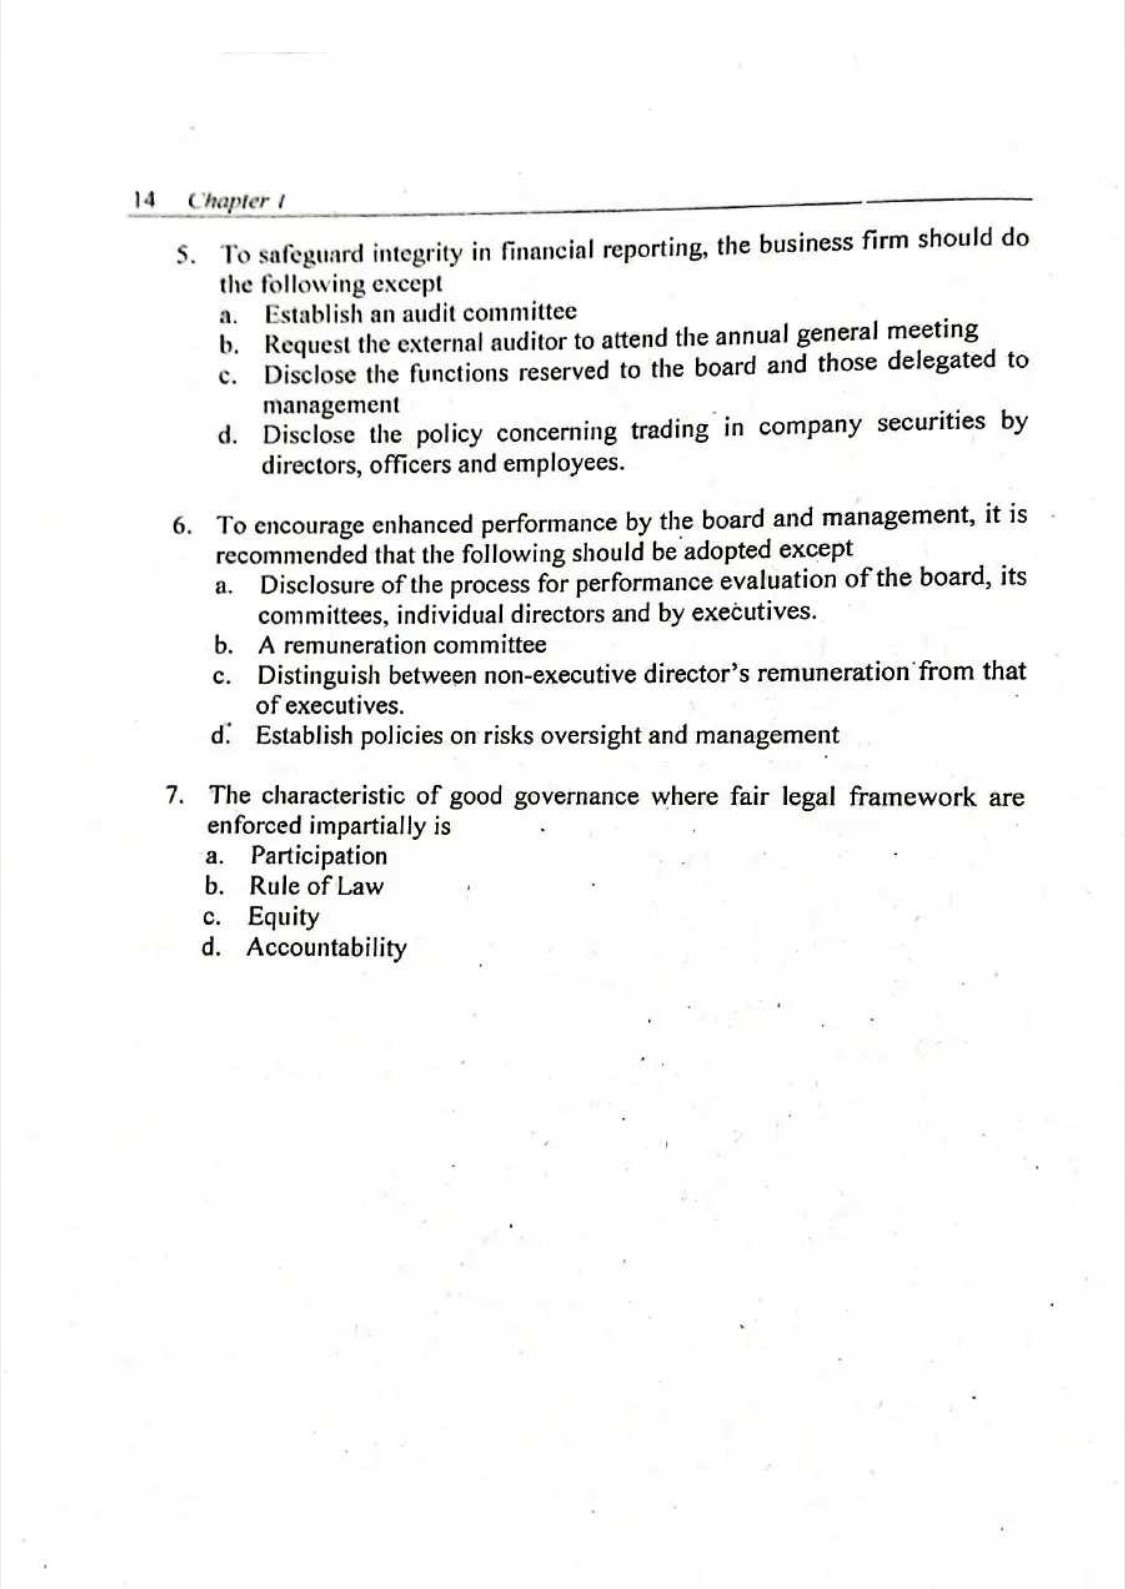 14 Chapter 1
5. To safeguard integrity in financial reporting, the business firm should do
the following except
a. Establish an audit committee
b. Request the external auditor to attend the annual general meeting
c. Disclose the functions reserved to the board and those delegated to
management
d. Disclose the policy concerning trading in company securities by
directors, officers and employees.
6. To encourage enhanced performance by the board and management, it is
recommended that the following should be adopted except
a. Disclosure of the process for performance evaluation of the board, its
committees, individual directors and by executives.
b. A remuneration committee
c. Distinguish between non-executive director's remuneration from that
of executives.
d. Establish policies on risks oversight and management
7. The characteristic of good governance where fair legal framework are
enforced impartially is
a. Participation
b. Rule of Law
c. Equity
d. Accountability